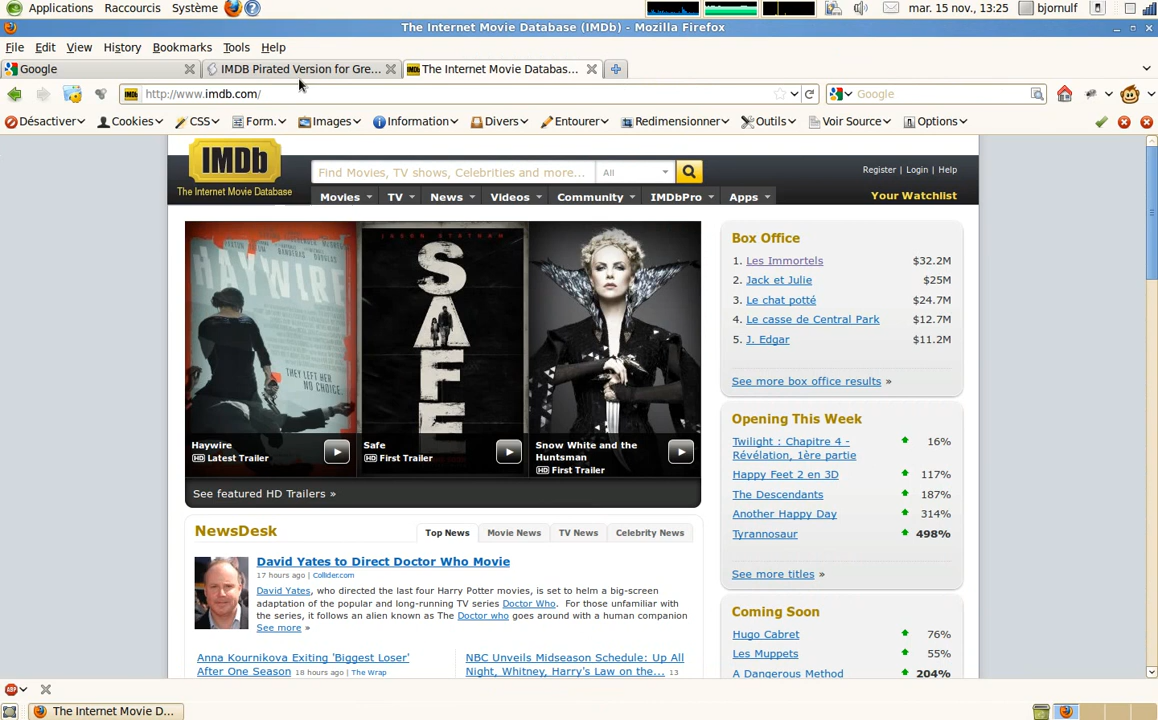 Applications Raccourcis Système mar. 15 nov., 13:25 bjornulf
The Internet Movie Database (IMDb) - Mozilla Firefox
File Edit View History Bookmarks Tools Help
Google IMDB Pirated Version for Gre... The Internet Movie Databas...
http://www.imdb.com/ Google
Désactiver Cookies CSS Form. Images Information Divers Entourer Redimensionner Outils Voir Source Options
IMDb
The Internet Movie Database
Find Movies, TV shows, Celebrities and more... All
Register | Login | Help
Movies TV News Videos Community IMDbPro Apps
Your Watchlist
HAYWIRE
THEY LEFT HER
NO CHOICE.
JASON STATHAM
SAFE
Haywire
HD Latest Trailer
Safe
HD First Trailer
Snow White and the
Huntsman
HD First Trailer
See featured HD Trailers »
Box Office
1. Les Immortels $32.2M
2. Jack et Julie $25M
3. Le chat potté $24.7M
4. Le casse de Central Park $12.7M
5. J. Edgar $11.2M
See more box office results »
Opening This Week
Twilight : Chapitre 4 - 16%
Révélation, 1ère partie
Happy Feet 2 en 3D 117%
The Descendants 187%
Another Happy Day 314%
Tyrannosaur 498%
See more titles »
Coming Soon
Hugo Cabret 76%
Les Muppets 55%
A Dangerous Method 204%
NewsDesk
Top News Movie News TV News Celebrity News
David Yates to Direct Doctor Who Movie
17 hours ago | Collider.com
David Yates, who directed the last four Harry Potter movies, is set to helm a big-screen
adaptation of the popular and long-running TV series Doctor Who. For those unfamiliar with
the series, it follows an alien known as The Doctor who goes around with a human companion
See more »
Anna Kournikova Exiting 'Biggest Loser'
After One Season 18 hours ago | The Wrap
NBC Unveils Midseason Schedule: Up All
Night, Whitney, Harry's Law on the... 13
ABP
The Internet Movie D...